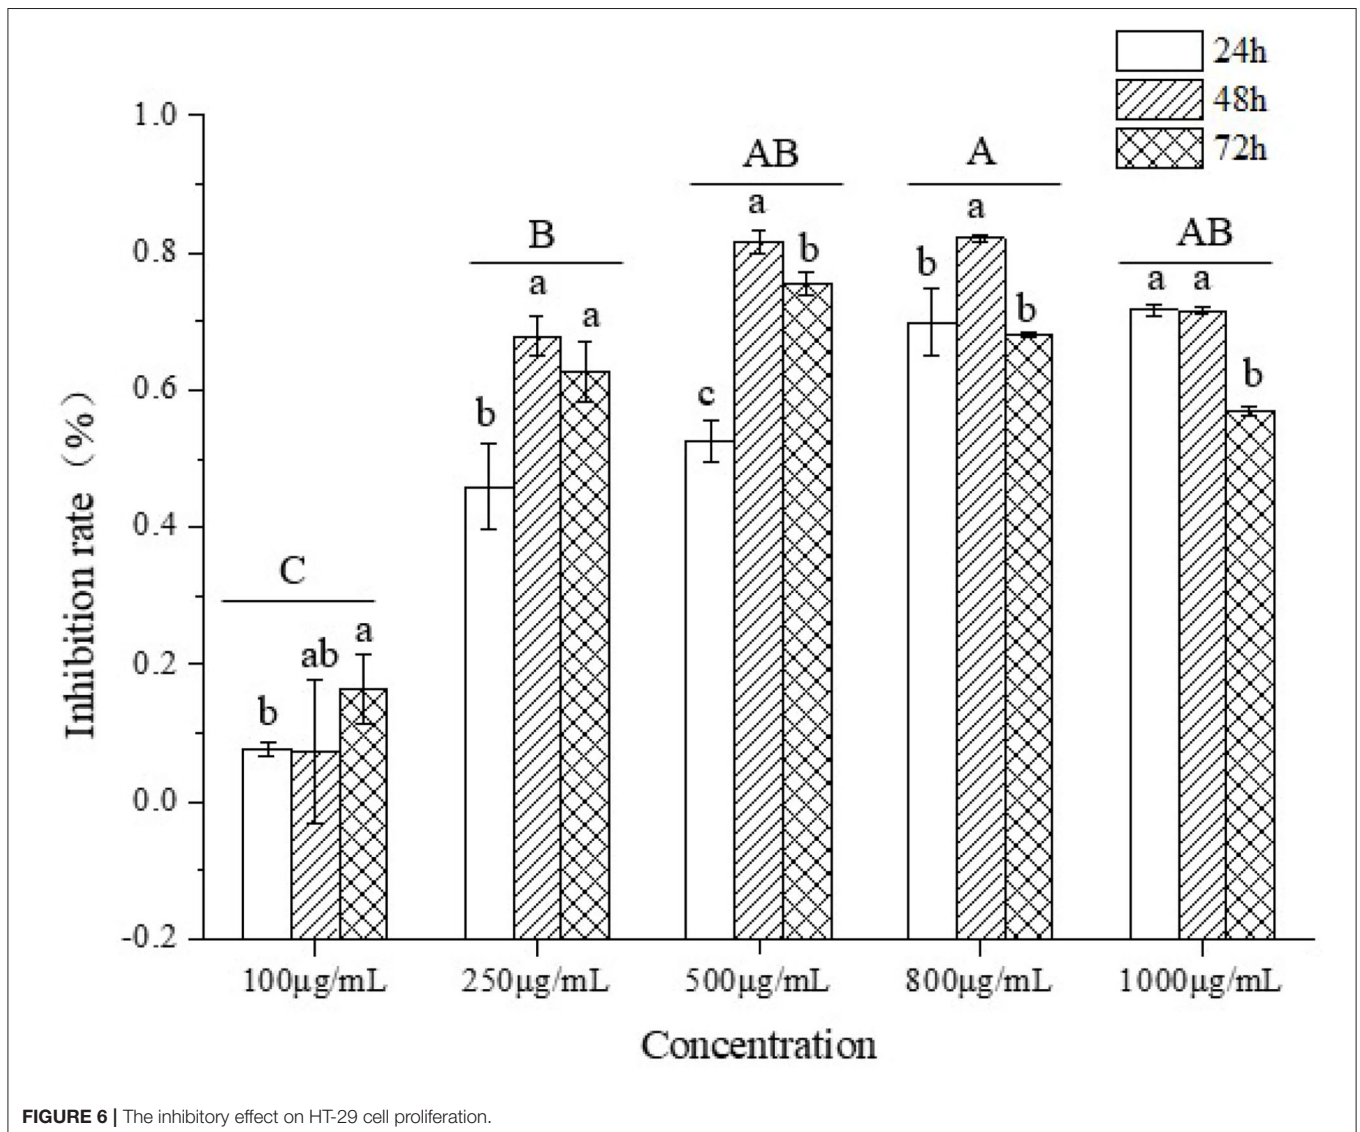 24h
48h
72h
1.0
0.8
0.6
0.4
0.2
0.0
-0.2
Inhibition rate（%）
C
b
ab
a
B
b
a
a
AB
c
a
b
A
b
a
b
AB
a
a
b
100μg/mL
250μg/mL
500μg/mL
800μg/mL
1000μg/mL
Concentration
FIGURE 6 | The inhibitory effect on HT-29 cell proliferation.